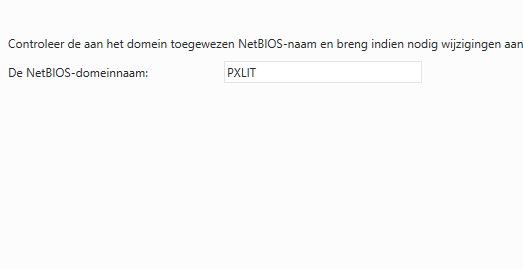 Controleer de aan het domein toegewezen NetBIOS-naam en breng indien nodig wijzigingen aan
De NetBIOS-domeinnaam: PXLIT